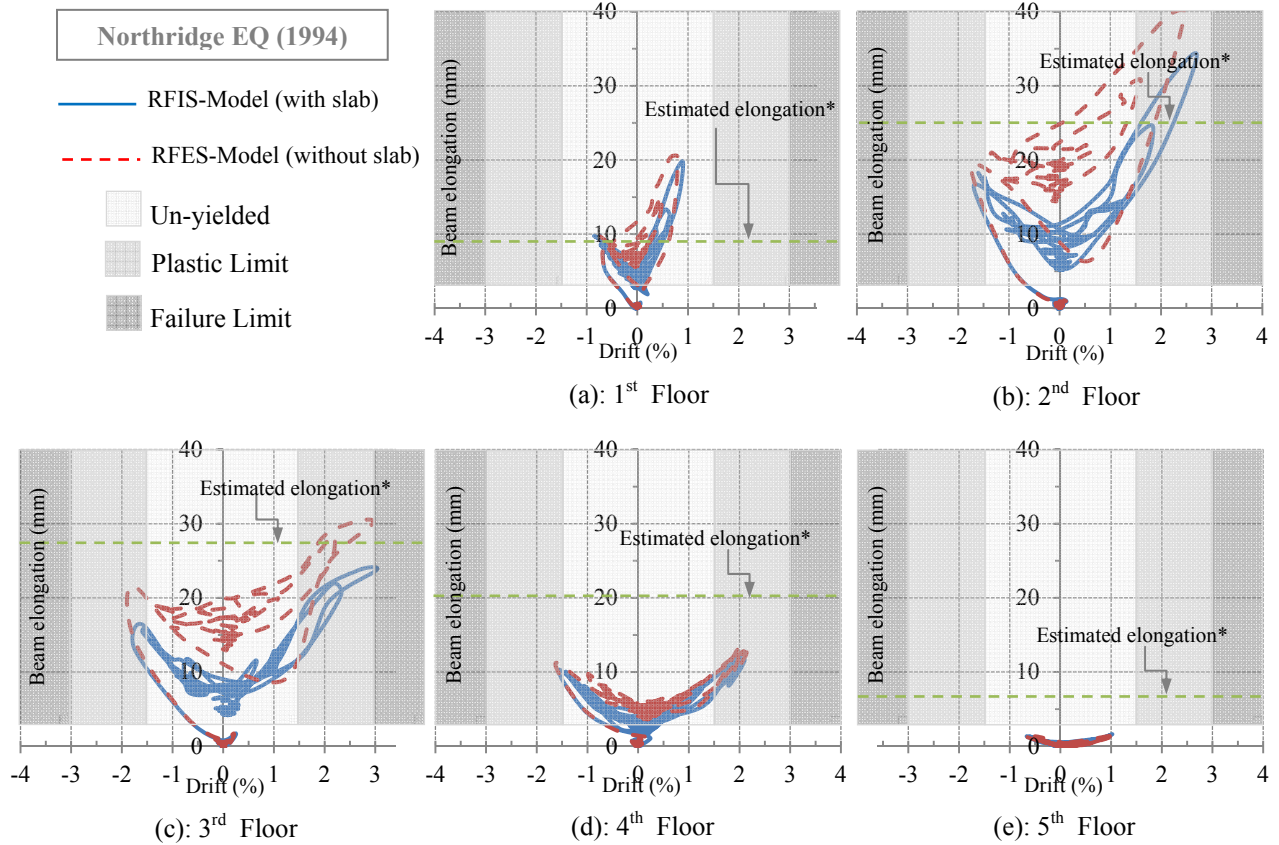 Northridge EQ (1994)
RFIS-Model (with slab)
RFES-Model (without slab)
Un-yielded
Plastic Limit
Failure Limit
Beam elongation (mm)
40
30
20
10
0
Estimated elongation*
-4 -3 -2 -1 0 1 2 3
Drift (%)
(a): 1st Floor
Beam elongation (mm)
40
30
20
10
0
Estimated elongation*
-4 -3 -2 -1 0 1 2 3 4
Drift (%)
(b): 2nd Floor
Beam elongation (mm)
40
30
20
10
0
Estimated elongation*
-4 -3 -2 -1 0 1 2 3
Drift (%)
(c): 3rd Floor
Beam elongation (mm)
40
30
20
10
0
Estimated elongation*
-4 -3 -2 -1 0 1 2 3 4
Drift (%)
(d): 4th Floor
Beam elongation (mm)
40
30
20
10
0
Estimated elongation*
-3 -2 -1 0 1 2 3 4
Drift (%)
(e): 5th Floor